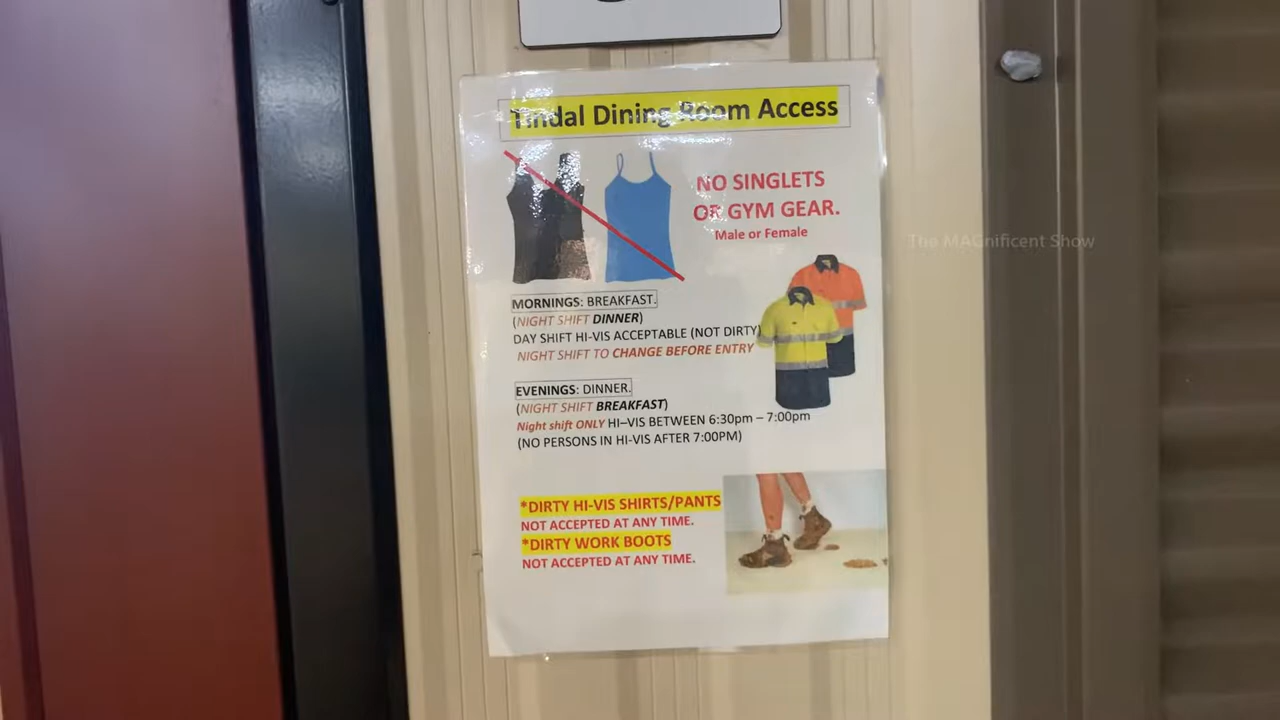 Tindal Dining Room Access
NO SINGLETS
OR GYM GEAR.
Male or Female
The MAGnificent Show
MORNINGS: BREAKFAST.
(NIGHT SHIFT DINNER)
DAY SHIFT HI-VIS ACCEPTABLE (NOT DIRTY)
NIGHT SHIFT TO CHANGE BEFORE ENTRY
EVENINGS: DINNER.
(NIGHT SHIFT BREAKFAST)
Night shift ONLY HI–VIS BETWEEN 6:30pm – 7:00pm
(NO PERSONS IN HI-VIS AFTER 7:00PM)
*DIRTY HI-VIS SHIRTS/PANTS
NOT ACCEPTED AT ANY TIME.
*DIRTY WORK BOOTS
NOT ACCEPTED AT ANY TIME.